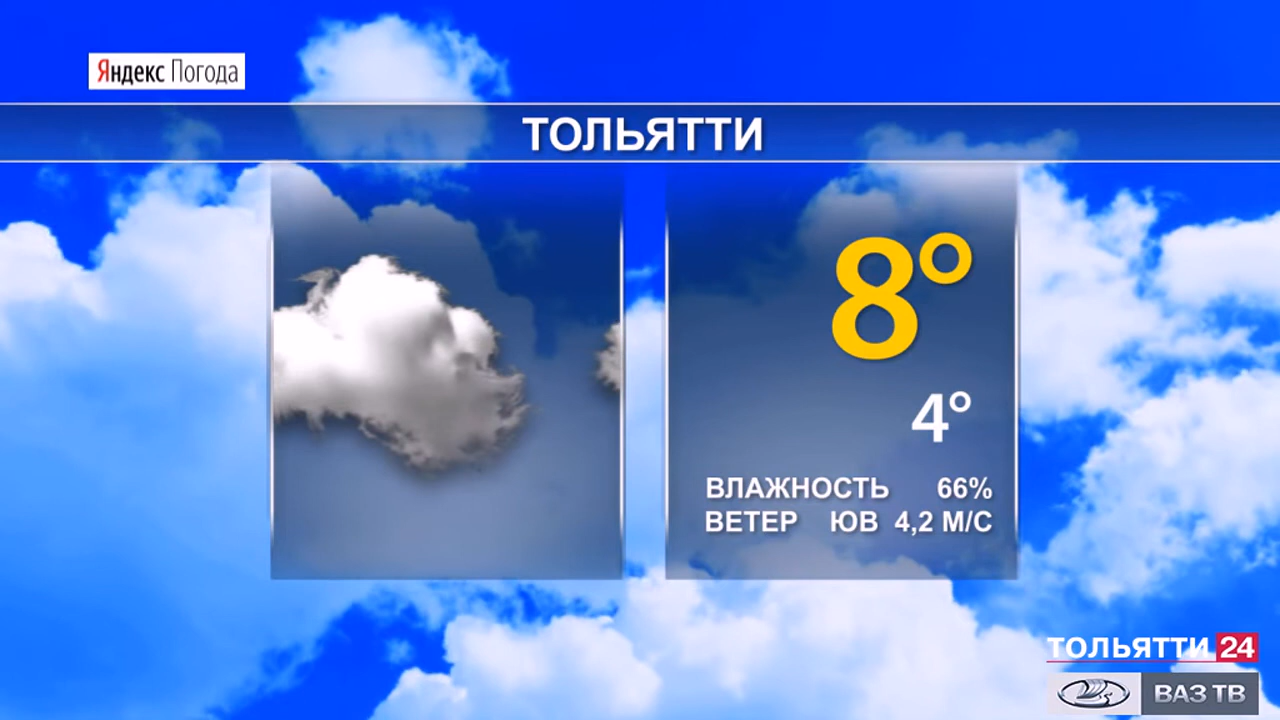 Яндекс Погода
ТОЛЬЯТТИ
8°
4°
ВЛАЖНОСТЬ 66%
ВЕТЕР ЮВ 4,2 М/С
ТОЛЬЯТТИ 24
ВАЗ ТВ